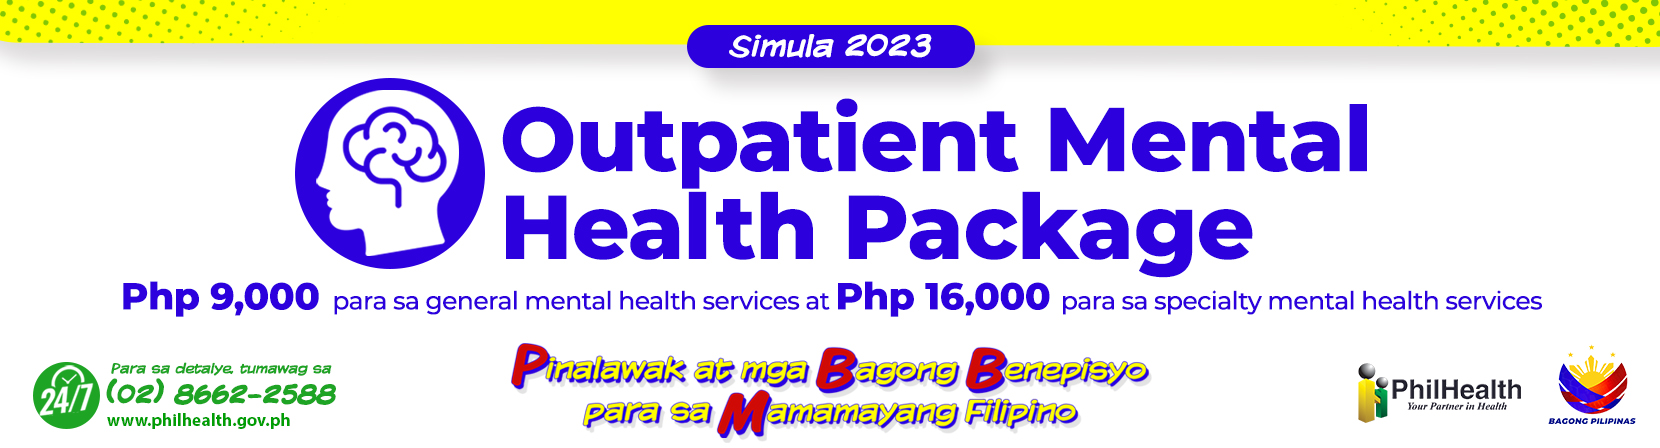 Simula 2023
Outpatient Mental
Health Package
Php 9,000 para sa general mental health services at Php 16,000 para sa specialty mental health services
Para sa detalye, tumawag sa
24/7 (02) 8662-2588
www.philhealth.gov.ph
Pinalawak at mga Bagong Benepisyo
para sa Mamamayang Filipino
PhilHealth
Your Partner in Health
BAGONG PILIPINAS